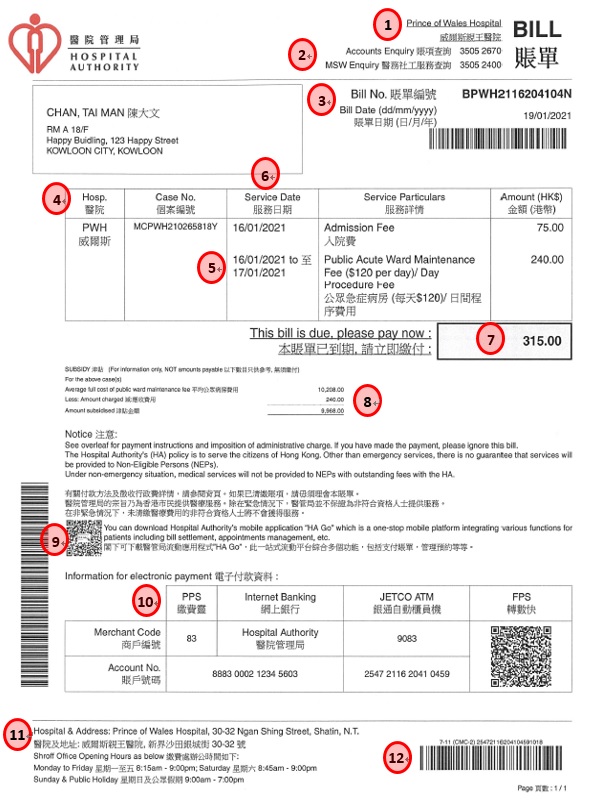 醫院管理局
HOSPITAL
AUTHORITY
1
Prince of Wales Hospital
威爾斯親王醫院
BILL
賬單
2
Accounts Enquiry 賬項查詢 3505 2670
MSW Enquiry 醫務社工服務查詢 3505 2400
3
Bill No. 賬單編號 BPWH2116204104N
Bill Date (dd/mm/yyyy)
賬單日期 (日/月/年)
19/01/2021
CHAN, TAI MAN 陳大文
RM A 18/F
Happy Buidling, 123 Happy Street
KOWLOON CITY, KOWLOON
6
4
Hosp. Case No. Service Date Service Particulars Amount (HK$)
醫院 個案編號 服務日期 服務詳情 金額 (港幣)
PWH MCPWH210265818Y 16/01/2021 Admission Fee 75.00
威爾斯 入院費
5
16/01/2021 to 至 Public Acute Ward Maintenance 240.00
17/01/2021 Fee ($120 per day)/ Day
Procedure Fee
公眾急症病房 (每天$120)/ 日間程
序費用
This bill is due, please pay now : 7 315.00
本賬單已到期, 請立即繳付 :
SUBSIDY 津貼 (For information only, NOT amounts payable 以下數目只供參考, 無須繳付)
For the above case(s)
Average full cost of public ward maintenance fee 平均公眾病房費用 10,208.00
Less: Amount charged 減:應收費用 240.00
Amount subsidised 津貼金額 9,968.00
8
Notice 注意:
See overleaf for payment instructions and imposition of administrative charge. If you have made the payment, please ignore this bill.
The Hospital Authority's (HA) policy is to serve the citizens of Hong Kong. Other than emergency services, there is no guarantee that services will
be provided to Non-Eligible Persons (NEPs).
Under non-emergency situation, medical services will not be provided to NEPs with outstanding fees with the HA.
有關付款方法及徵收行政費詳情，請參閱背頁。如果已清繳賬項，請毋須理會本賬單。
醫院管理局的宗旨乃為香港市民提供醫療服務。除在緊急情況下，醫管局並不保證為非符合資格人士提供服務。
在非緊急情況下，未清繳醫療費用的非符合資格人士將不會獲得服務。
9
You can download Hospital Authority's mobile application "HA Go" which is a one-stop mobile platform integrating various functions for
patients including bill settlement, appointments management, etc.
閣下可下載醫管局流動應用程式"HA Go"，此一站式流動平台綜合多個功能，包括支付賬單，管理預約等等。
Information for electronic payment 電子付款資料 :
10
PPS Internet Banking JETCO ATM FPS
繳費靈 網上銀行 銀通自動櫃員機 轉數快
Merchant Code 83 Hospital Authority 9083
商戶編號 醫院管理局
Account No. 8883 0002 1234 5603 2547 2116 2041 0459
賬戶號碼
11
Hospital & Address: Prince of Wales Hospital, 30-32 Ngan Shing Street, Shatin, N.T.
醫院及地址: 威爾斯親王醫院, 新界沙田銀城街 30-32 號
Shroff Office Opening Hours as below 繳費處辦公時間如下:
Monday to Friday 星期一至五 8:15am - 9:00pm; Saturday 星期六 8:45am - 9:00pm
Sunday & Public Holiday 星期日及公眾假期 9:00am - 7:00pm
12
7-11 (CMC-2) 25472116204104591018
Page 頁數 : 1 / 1